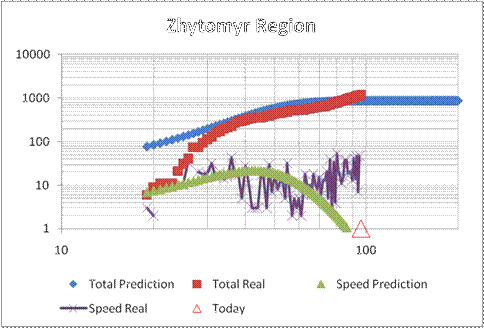 Zhytomyr Region
10000
1000
100
10
1
10 100
Total Prediction Total Real Speed Prediction
Speed Real Today